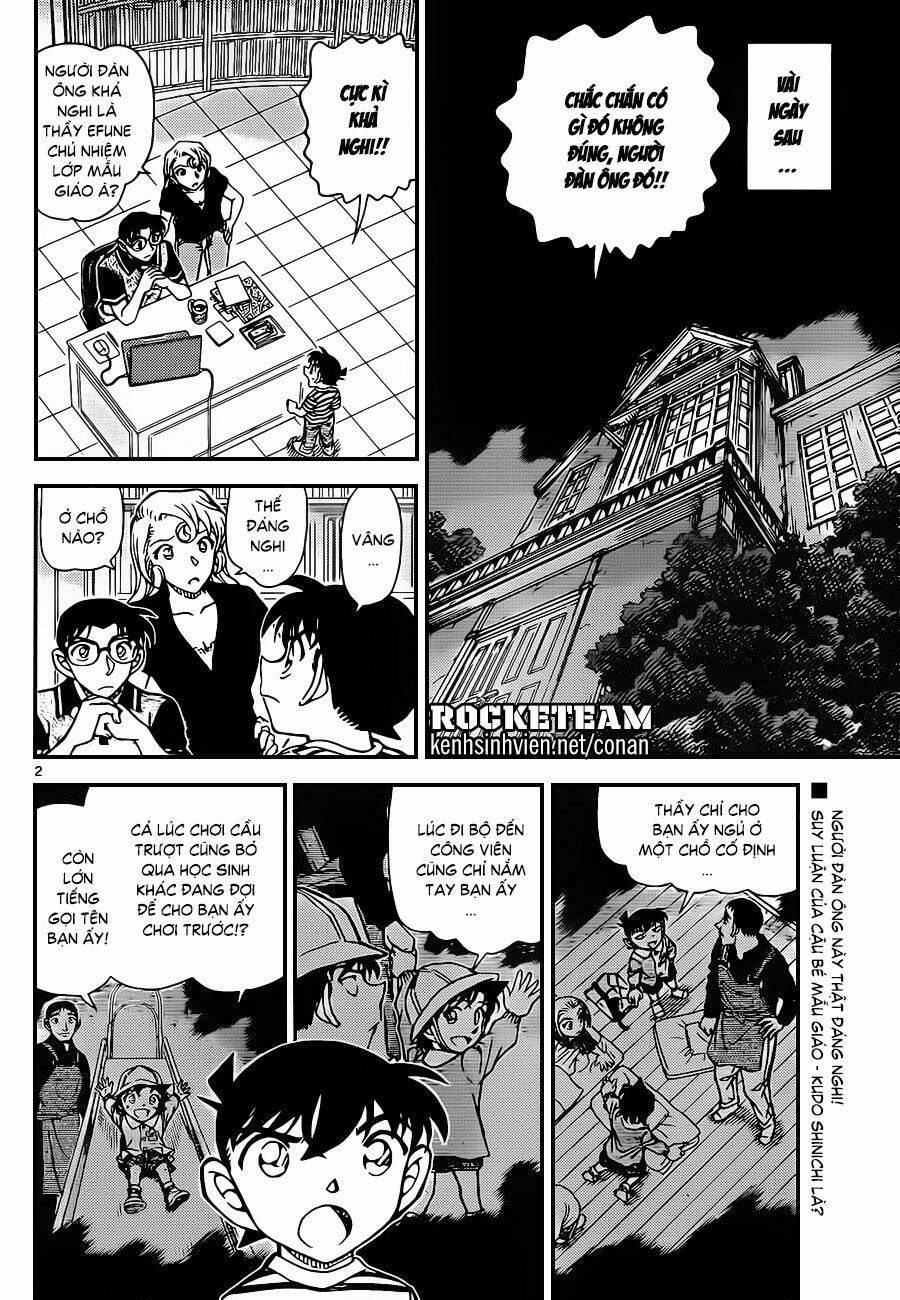 VÀI
NGÀY
SAU
...
CHẮC CHẮN CÓ
GÌ ĐÓ KHÔNG
ĐÚNG, NGƯỜI
ĐÀN ÔNG ĐÓ!!
CỰC KÌ
KHẢ
NGHI!!
NGƯỜI ĐÀN
ÔNG KHẢ
NGHI LÀ
THẦY EFUNE
CHỦ NHIỆM
LỚP MẪU
GIÁO À?
VÂNG
...
THẾ
ĐÁNG
NGHI
...
Ở CHỖ
NÀO?
ROCKETEAM
kenhsinhvien.net/conan
2
NGƯỜI ĐÀN ÔNG NÀY THẬT ĐÁNG NGHI!
SUY LUẬN CỦA CẬU BÉ MẪU GIÁO - KUDO SHINICHI LÀ?
THẦY CHỈ CHO
BẠN ẤY NGỦ Ở
MỘT CHỖ CỐ ĐỊNH
...
LÚC ĐI BỘ ĐẾN
CÔNG VIÊN
CŨNG CHỈ NẮM
TAY BẠN ẤY
...
CẢ LÚC CHƠI CẦU
TRƯỢT CŨNG BỎ
QUA HỌC SINH
KHÁC ĐANG ĐỢI
ĐỂ CHO BẠN ẤY
CHƠI TRƯỚC!?
CÒN
LỚN
TIẾNG
GỌI TÊN
BẠN ẤY!